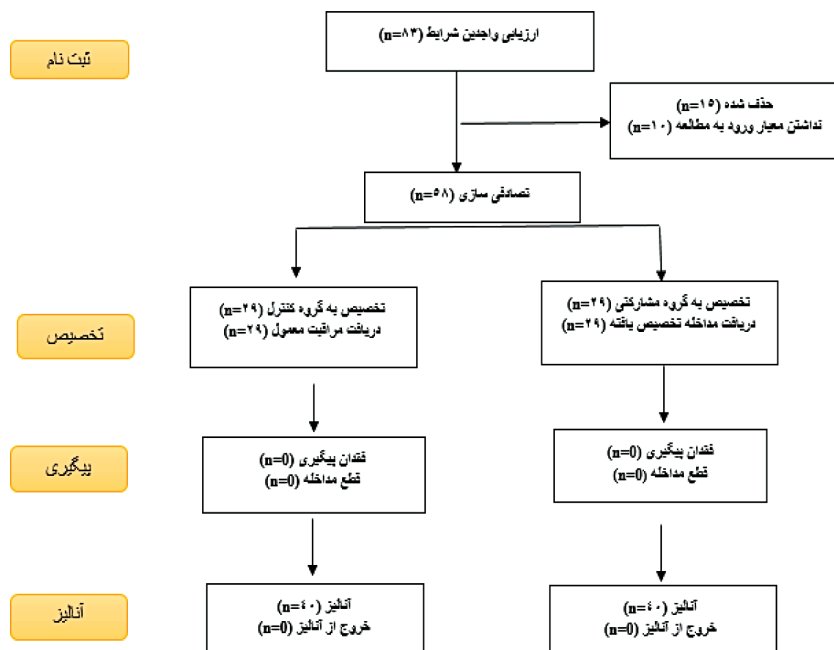 ارزیابی واجدین شرایط (n=۸۳)
ثبت نام
حذف شده (n=۱۵)
نداشتن معیار ورود به مطالعه (n=۱۰)
تصادفی سازی (n=۵۸)
تخصیص به گروه مشارکتی (n=۲۹)
دریافت مداخله تخصیص یافته (n=۲۹)
تخصیص به گروه کنترل (n=۲۹)
دریافت مراقبت معمول (n=۲۹)
تخصیص
فقدان پیگیری (n=0)
قطع مداخله (n=0)
فقدان پیگیری (n=0)
قطع مداخله (n=0)
پیگیری
آنالیز (n=٤۰)
خروج از آنالیز (n=0)
آنالیز (n=٤۰)
خروج از آنالیز (n=0)
آنالیز